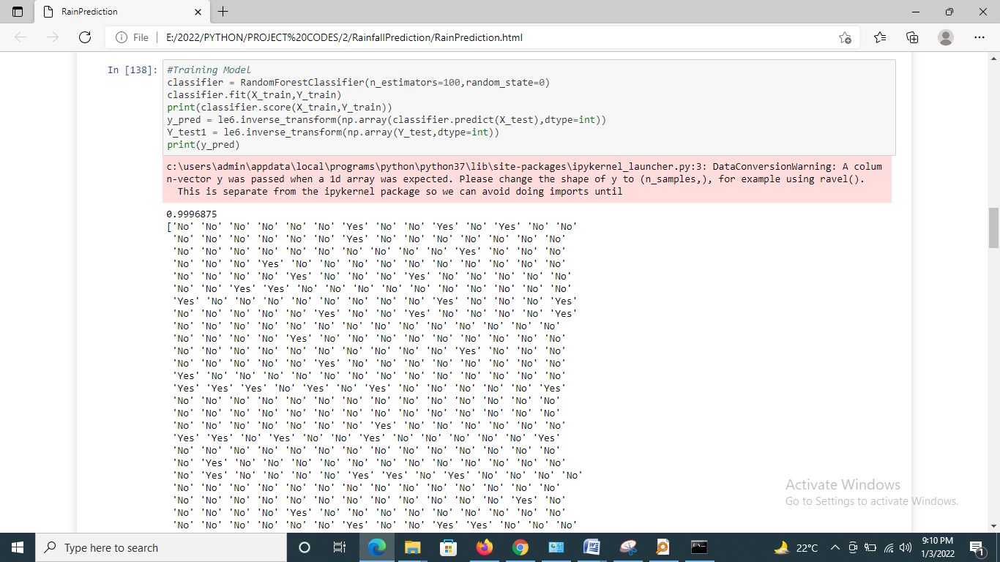 RainPrediction
File E:/2022/PYTHON/PROJECT%20CODES/2/RainfallPrediction/RainPrediction.html
In [138]: #Training Model
classifier = RandomForestClassifier(n_estimators=100,random_state=0)
classifier.fit(X_train,Y_train)
print(classifier.score(X_train,Y_train))
y_pred = le6.inverse_transform(np.array(classifier.predict(X_test),dtype=int))
Y_test1 = le6.inverse_transform(np.array(Y_test,dtype=int))
print(y_pred)
c:\users\admin\appdata\local\programs\python\python37\lib\site-packages\ipykernel_launcher.py:3: DataConversionWarning: A colum
n-vector y was passed when a 1d array was expected. Please change the shape of y to (n_samples,), for example using ravel().
This is separate from the ipykernel package so we can avoid doing imports until
0.9996875
['No' 'No' 'No' 'No' 'No' 'No' 'Yes' 'No' 'No' 'Yes' 'No' 'Yes' 'No' 'No'
'No' 'No' 'No' 'No' 'No' 'No' 'Yes' 'No' 'No' 'No' 'No' 'No' 'No' 'No'
'No' 'No' 'No' 'No' 'No' 'No' 'No' 'No' 'No' 'No' 'Yes' 'No' 'No' 'No'
'No' 'No' 'No' 'Yes' 'No' 'No' 'No' 'No' 'No' 'No' 'No' 'No' 'No' 'No'
'No' 'No' 'No' 'No' 'Yes' 'No' 'No' 'No' 'Yes' 'No' 'No' 'No' 'No' 'No'
'No' 'No' 'Yes' 'Yes' 'No' 'No' 'No' 'No' 'No' 'No' 'No' 'No' 'No' 'No'
'Yes' 'No' 'No' 'No' 'No' 'No' 'No' 'No' 'No' 'Yes' 'No' 'No' 'No' 'Yes'
'No' 'No' 'No' 'No' 'No' 'Yes' 'No' 'No' 'Yes' 'No' 'No' 'No' 'No' 'Yes'
'No' 'No' 'No' 'No' 'No' 'No' 'No' 'No' 'No' 'No' 'No' 'No' 'No' 'No'
'No' 'No' 'No' 'No' 'Yes' 'No' 'No' 'No' 'No' 'No' 'No' 'No' 'No' 'No'
'No' 'No' 'No' 'No' 'No' 'No' 'No' 'No' 'No' 'No' 'Yes' 'No' 'No' 'No'
'No' 'No' 'No' 'No' 'No' 'Yes' 'No' 'No' 'No' 'No' 'No' 'No' 'No' 'No'
'Yes' 'No' 'No' 'No' 'No' 'No' 'No' 'No' 'No' 'No' 'No' 'No' 'No' 'No'
'Yes' 'Yes' 'Yes' 'No' 'Yes' 'No' 'Yes' 'No' 'No' 'No' 'No' 'No' 'Yes'
'No' 'No' 'No' 'No' 'No' 'No' 'No' 'No' 'No' 'No' 'No' 'No' 'No' 'No'
'No' 'No' 'No' 'No' 'No' 'No' 'No' 'No' 'No' 'No' 'No' 'No' 'No' 'No'
'No' 'No' 'No' 'No' 'No' 'No' 'No' 'Yes' 'No' 'No' 'No' 'No' 'No' 'No'
'Yes' 'Yes' 'No' 'Yes' 'No' 'No' 'Yes' 'No' 'No' 'No' 'No' 'No' 'Yes'
'No' 'No' 'No' 'No' 'No' 'No' 'No' 'No' 'No' 'No' 'No' 'No' 'No' 'No'
'No' 'Yes' 'No' 'No' 'No' 'No' 'No' 'No' 'No' 'No' 'No' 'No' 'No' 'No'
'No' 'Yes' 'No' 'No' 'No' 'No' 'Yes' 'Yes' 'No' 'Yes' 'No' 'No' 'No' 'No'
'No' 'No' 'No' 'No' 'No' 'No' 'No' 'No' 'No' 'No' 'No' 'No' 'No' 'No'
'No' 'No' 'No' 'No' 'No' 'No' 'No' 'No' 'No' 'No' 'No' 'No' 'Yes' 'No'
'No' 'No' 'No' 'No' 'Yes' 'No' 'No' 'No' 'No' 'No' 'No' 'No' 'No' 'No'
'No' 'No' 'No' 'No' 'No' 'No' 'Yes' 'No' 'No' 'Yes' 'Yes' 'No' 'No' 'No'
Activate Windows
Go to Settings to activate Windows.
Type here to search
22°C
9:10 PM
1/3/2022
1